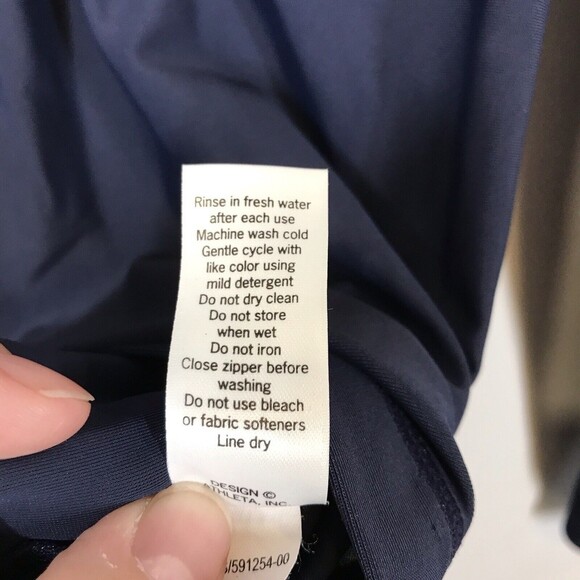 Rinse in fresh water
after each use
Machine wash cold
Gentle cycle with
like color using
mild detergent
Do not dry clean
Do not store
when wet
Do not iron
Close zipper before
washing
Do not use bleach
or fabric softeners
Line dry
DESIGN ©
ATHLETA, INC.
/591254-00